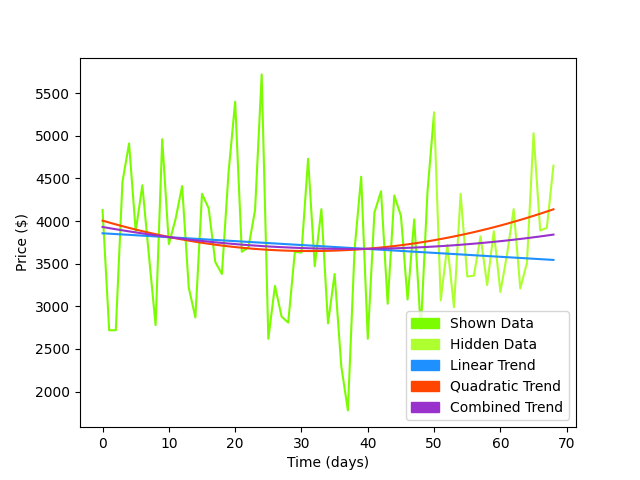 5500
5000
4500
4000
3500
3000
2500
2000
Price ($)
0 10 20 30 40 50 60 70
Time (days)
Shown Data
Hidden Data
Linear Trend
Quadratic Trend
Combined Trend